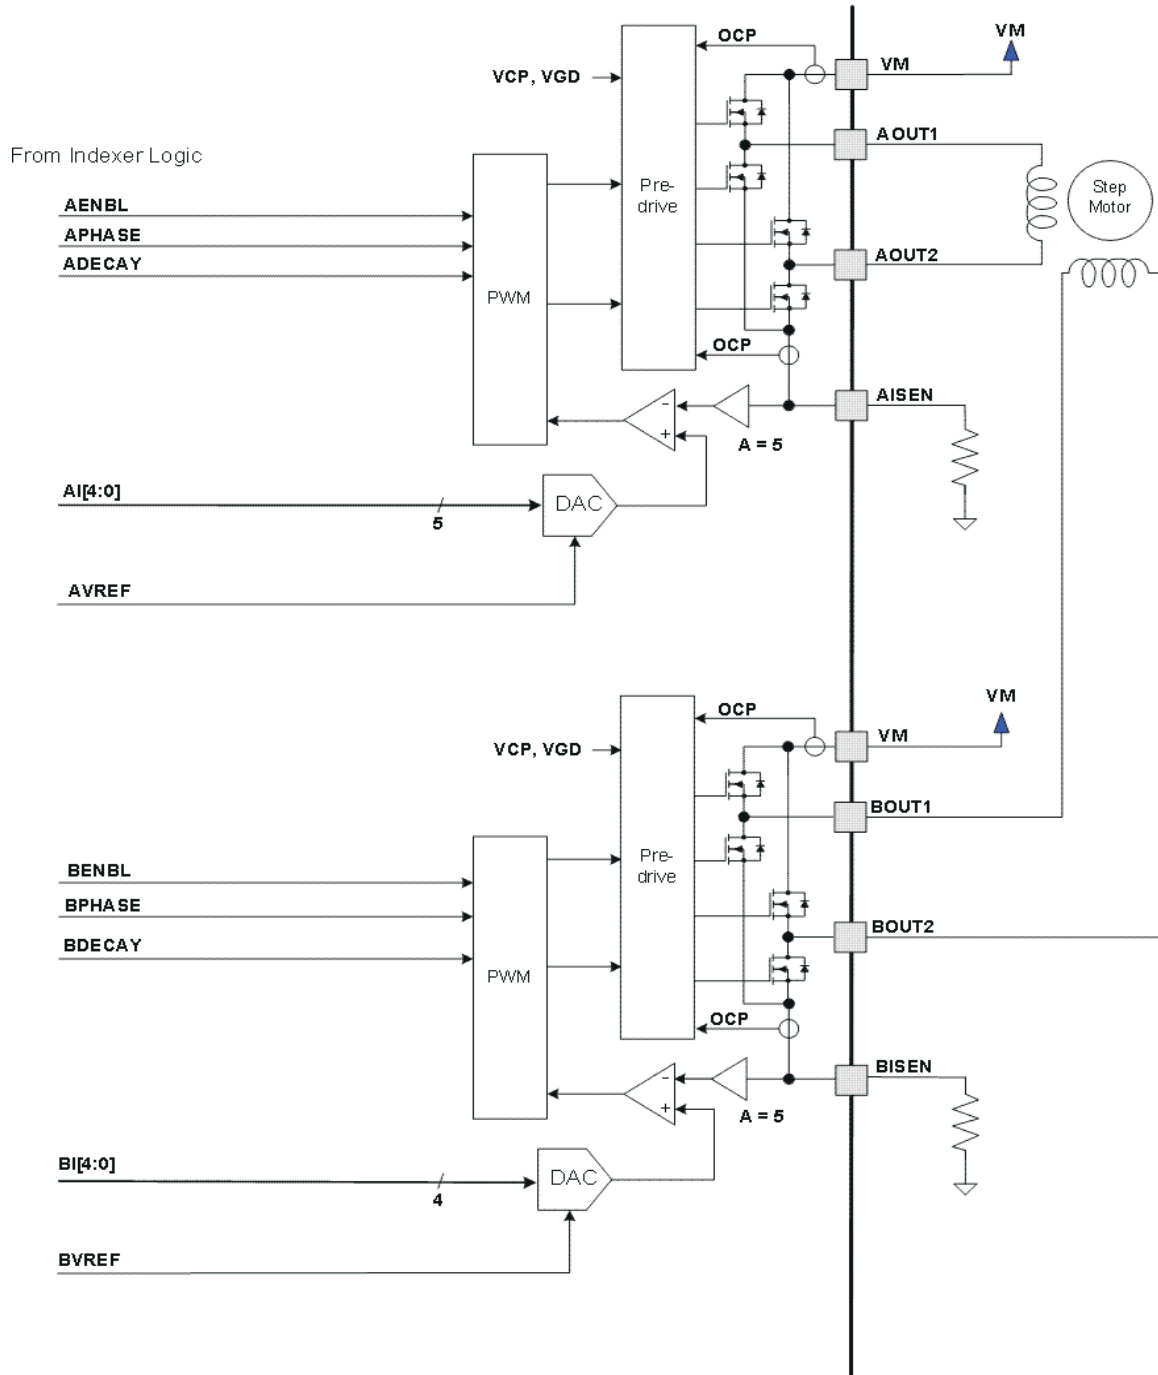 OCP
VM
VCP, VGD
VM
AOUT1
From Indexer Logic
Pre-
drive
Step
Motor
AENBL
APHASE
ADECAY
AOUT2
PWM
OCP
AISEN
-
+
A = 5
AI[4:0]
5
DAC
AVREF
OCP
VM
VM
VCP, VGD
BOUT1
Pre-
drive
BENBL
BPHASE
BOUT2
BDECAY
PWM
OCP
BISEN
-
+
A = 5
BI[4:0]
4
DAC
BVREF